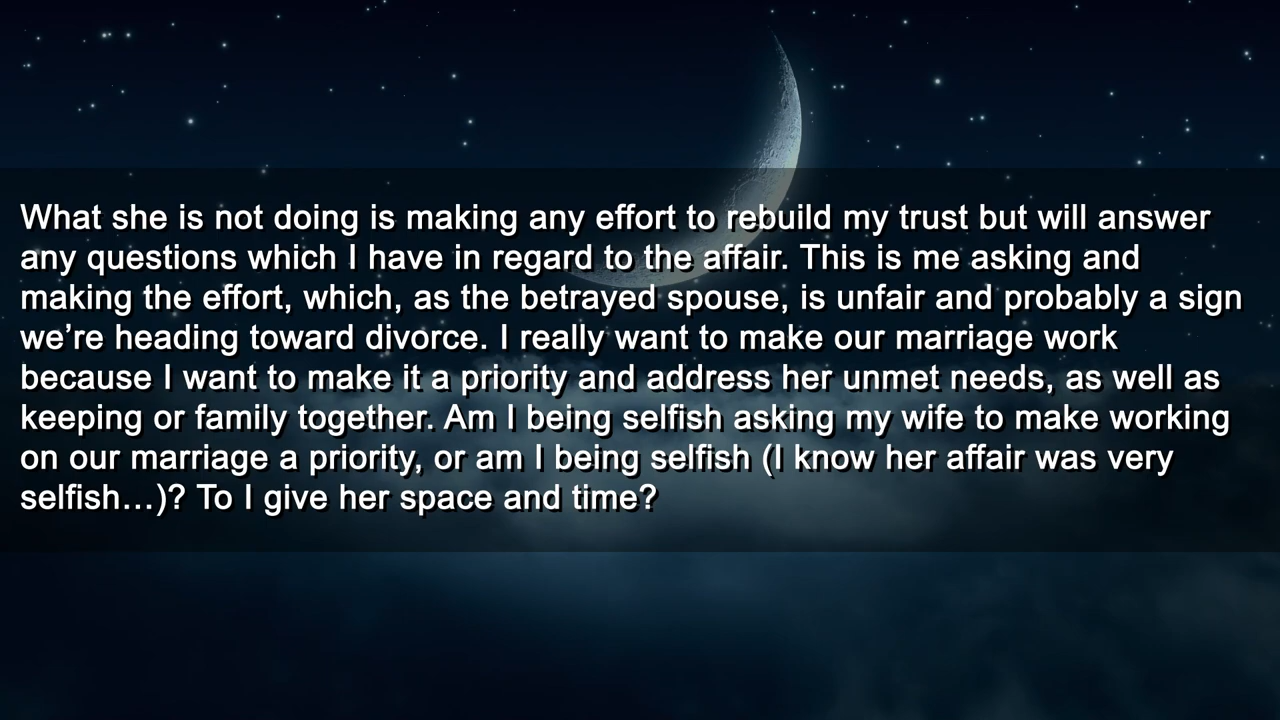 What she is not doing is making any effort to rebuild my trust but will answer
any questions which I have in regard to the affair. This is me asking and
making the effort, which, as the betrayed spouse, is unfair and probably a sign
we’re heading toward divorce. I really want to make our marriage work
because I want to make it a priority and address her unmet needs, as well as
keeping or family together. Am I being selfish asking my wife to make working
on our marriage a priority, or am I being selfish (I know her affair was very
selfish…)? To I give her space and time?